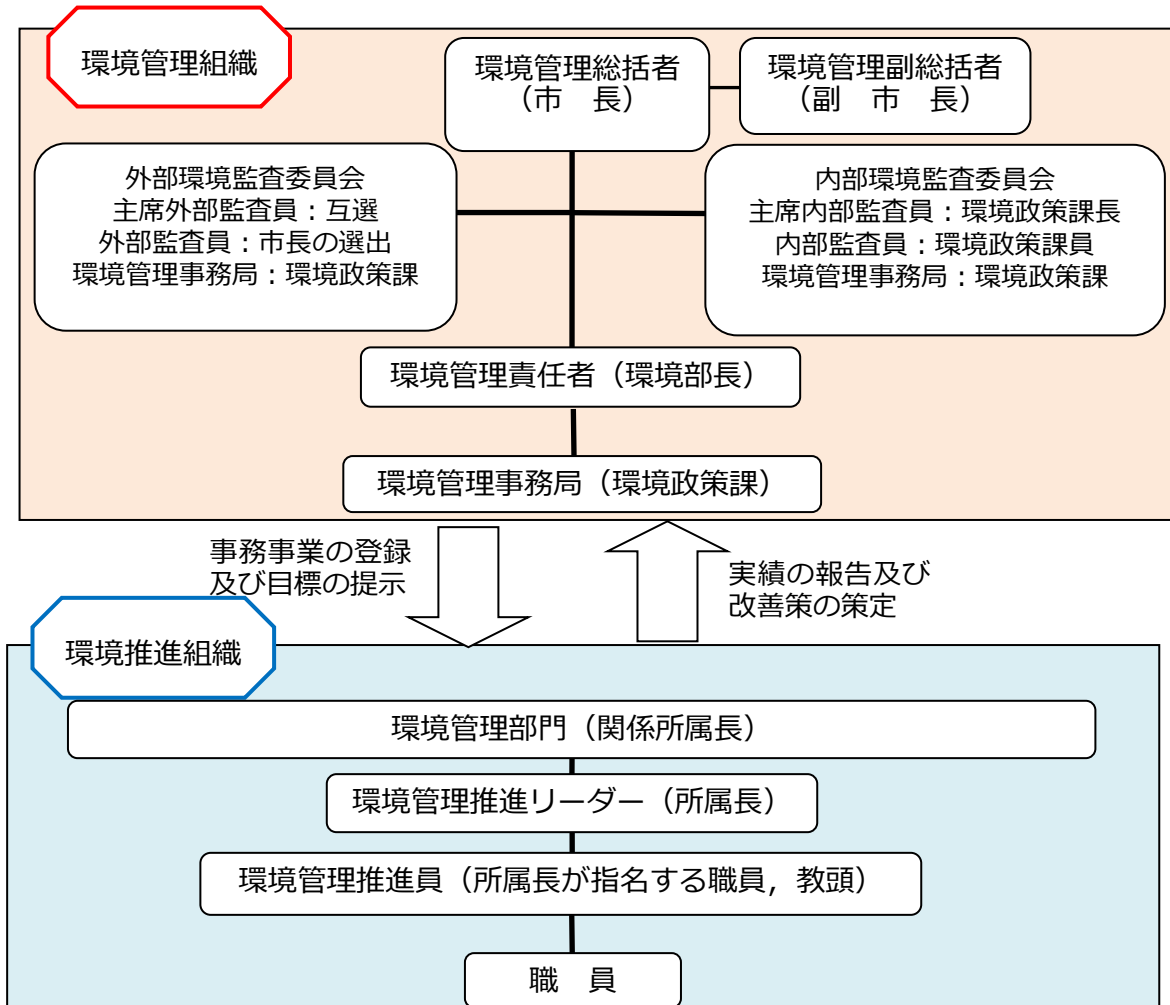 環境管理組織
環境管理総括者
（市　長）
環境管理副総括者
（副　市　長）
外部環境監査委員会
主席外部監査員：互選
外部監査員：市長の選出
環境管理事務局：環境政策課
内部環境監査委員会
主席内部監査員：環境政策課長
内部監査員：環境政策課員
環境管理事務局：環境政策課
環境管理責任者（環境部長）
環境管理事務局（環境政策課）
事務事業の登録
及び目標の提示
実績の報告及び
改善策の策定
環境推進組織
環境管理部門（関係所属長）
環境管理推進リーダー（所属長）
環境管理推進員（所属長が指名する職員，教頭）
職　員